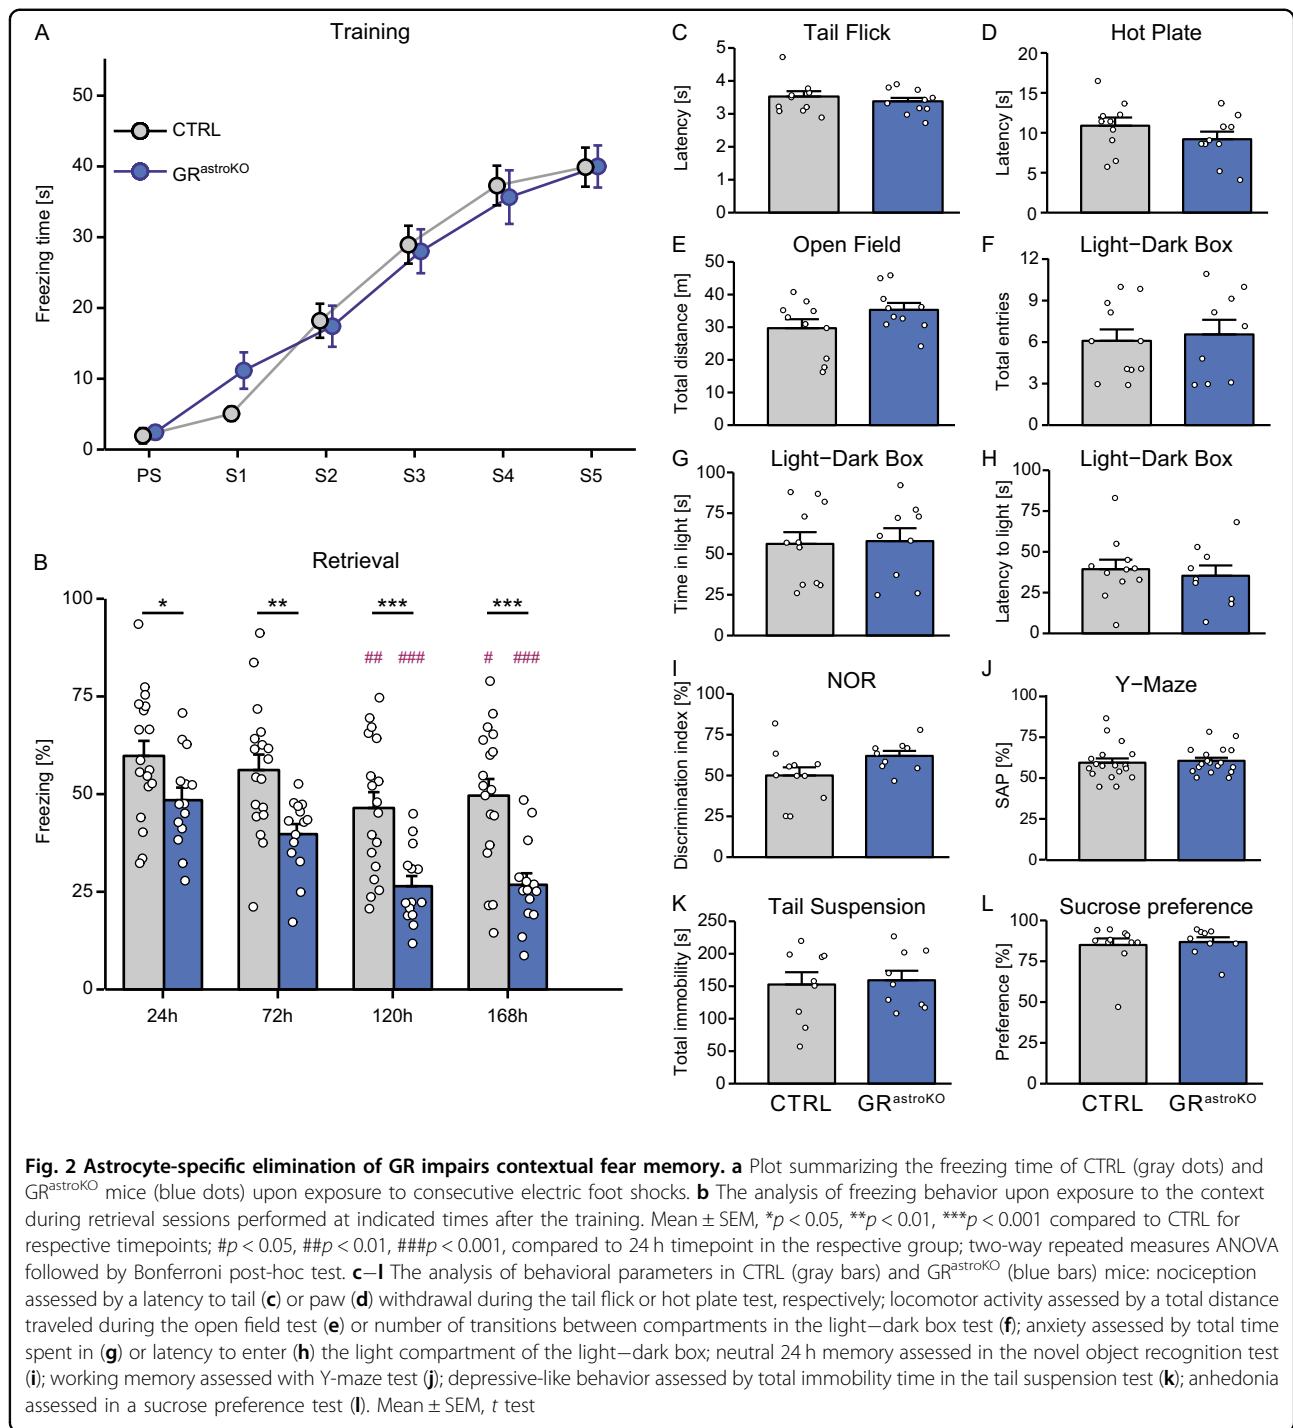 A
Training
50
40
30
20
10
0
Freezing time [s]
CTRL
GRastroKO
PS S1 S2 S3 S4 S5
B
Retrieval
100
75
50
25
0
Freezing [%]
* ** *** ***
## ### # ###
24h 72h 120h 168h
C
Tail Flick
Latency [s]
5
4
3
2
1
0
D
Hot Plate
Latency [s]
20
15
10
5
0
E
Open Field
Total distance [m]
50
40
30
20
10
0
F
Light–Dark Box
Total entries
12
9
6
3
0
G
Light–Dark Box
Time in light [s]
100
75
50
25
0
H
Light–Dark Box
Latency to light [s]
100
75
50
25
0
I
NOR
Discrimination index [%]
100
75
50
25
0
J
Y–Maze
SAP [%]
100
75
50
25
0
K
Tail Suspension
Total immobility [s]
250
200
150
100
50
0
CTRL GRastroKO
L
Sucrose preference
Preference [%]
100
75
50
25
0
CTRL GRastroKO
Fig. 2 Astrocyte-specific elimination of GR impairs contextual fear memory. a Plot summarizing the freezing time of CTRL (gray dots) and
GRastroKO mice (blue dots) upon exposure to consecutive electric foot shocks. b The analysis of freezing behavior upon exposure to the context
during retrieval sessions performed at indicated times after the training. Mean ± SEM, *p < 0.05, **p < 0.01, ***p < 0.001 compared to CTRL for
respective timepoints; #p < 0.05, ##p < 0.01, ###p < 0.001, compared to 24 h timepoint in the respective group; two-way repeated measures ANOVA
followed by Bonferroni post-hoc test. c–l The analysis of behavioral parameters in CTRL (gray bars) and GRastroKO (blue bars) mice: nociception
assessed by a latency to tail (c) or paw (d) withdrawal during the tail flick or hot plate test, respectively; locomotor activity assessed by a total distance
traveled during the open field test (e) or number of transitions between compartments in the light–dark box test (f); anxiety assessed by total time
spent in (g) or latency to enter (h) the light compartment of the light–dark box; neutral 24 h memory assessed in the novel object recognition test
(i); working memory assessed with Y-maze test (j); depressive-like behavior assessed by total immobility time in the tail suspension test (k); anhedonia
assessed in a sucrose preference test (l). Mean ± SEM, t test